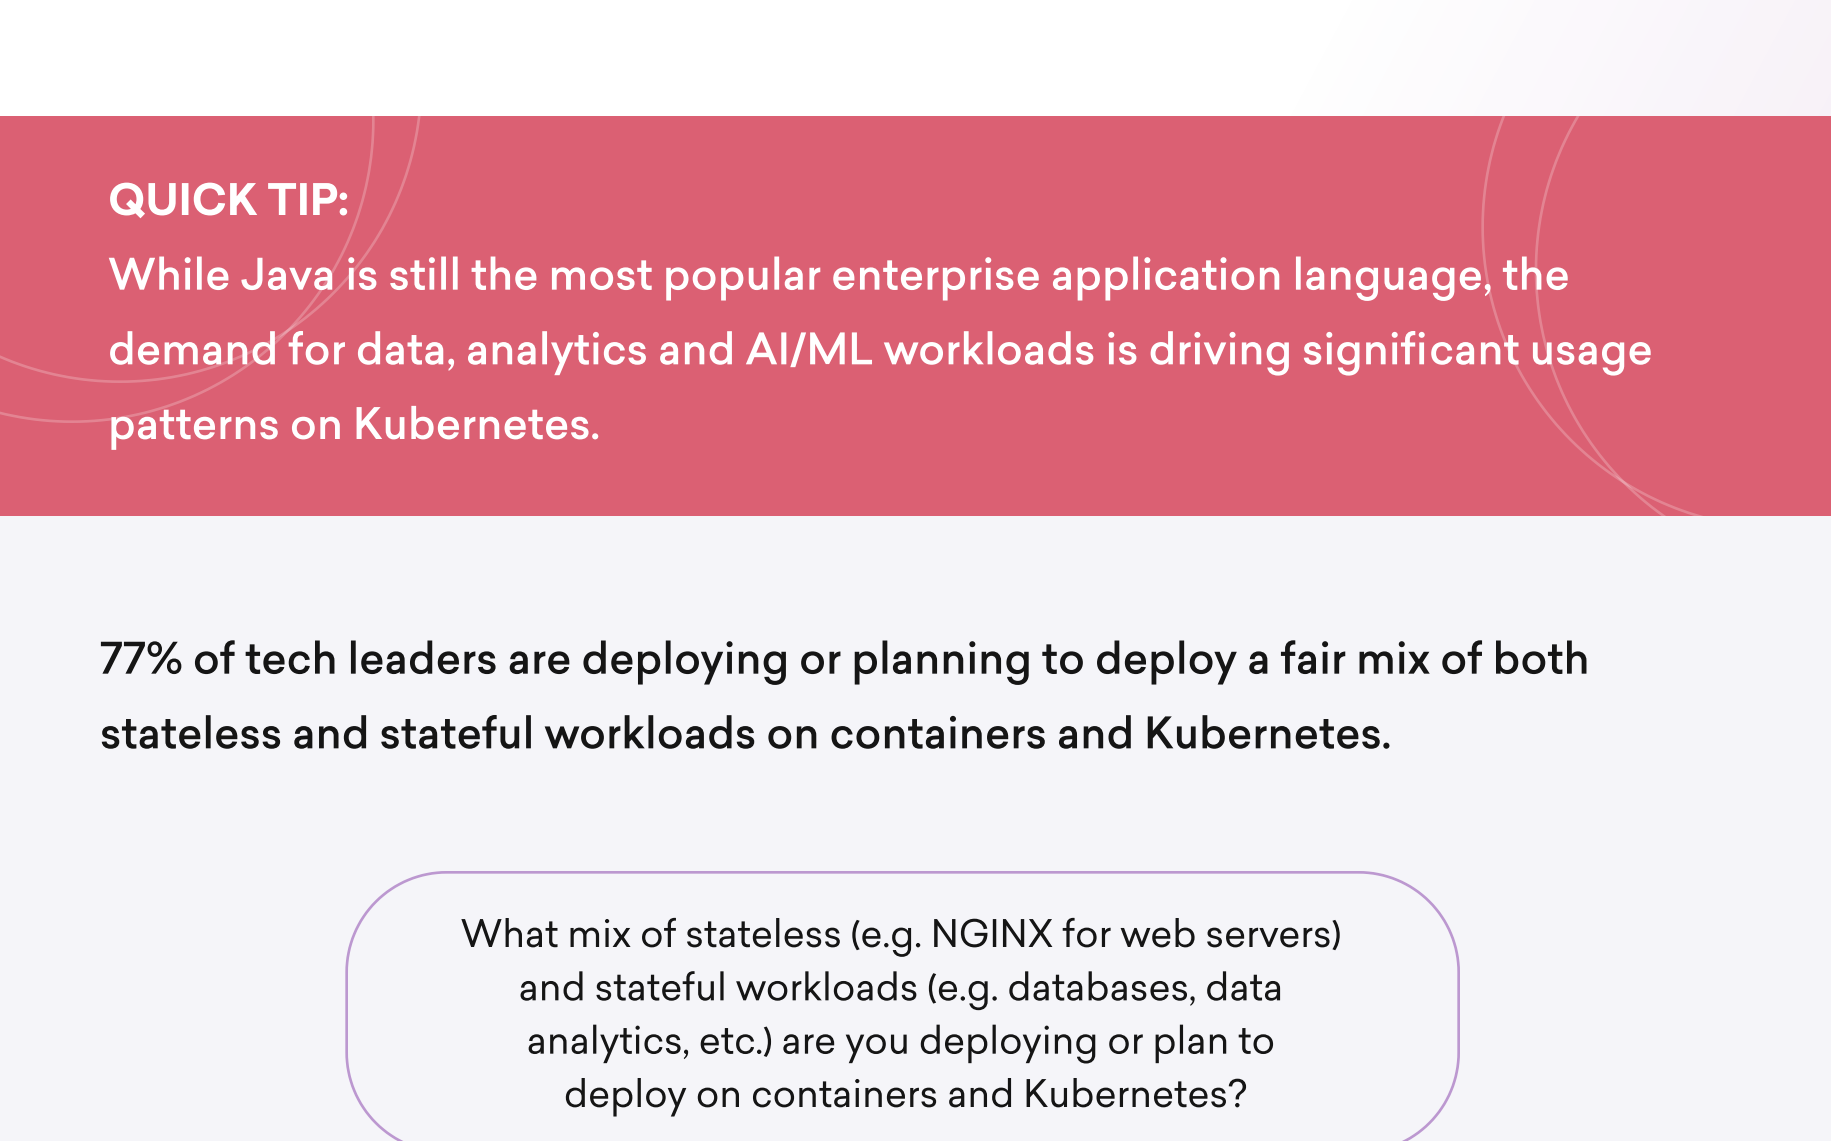 QUICK TIP:
While Java is still the most popular enterprise application language, the
demand for data, analytics and AI/ML workloads is driving significant usage
patterns on Kubernetes.
77% of tech leaders are deploying or planning to deploy a fair mix of both
stateless and stateful workloads on containers and Kubernetes.
What mix of stateless (e.g. NGINX for web servers)
and stateful workloads (e.g. databases, data
analytics, etc.) are you deploying or plan to
deploy on containers and Kubernetes?